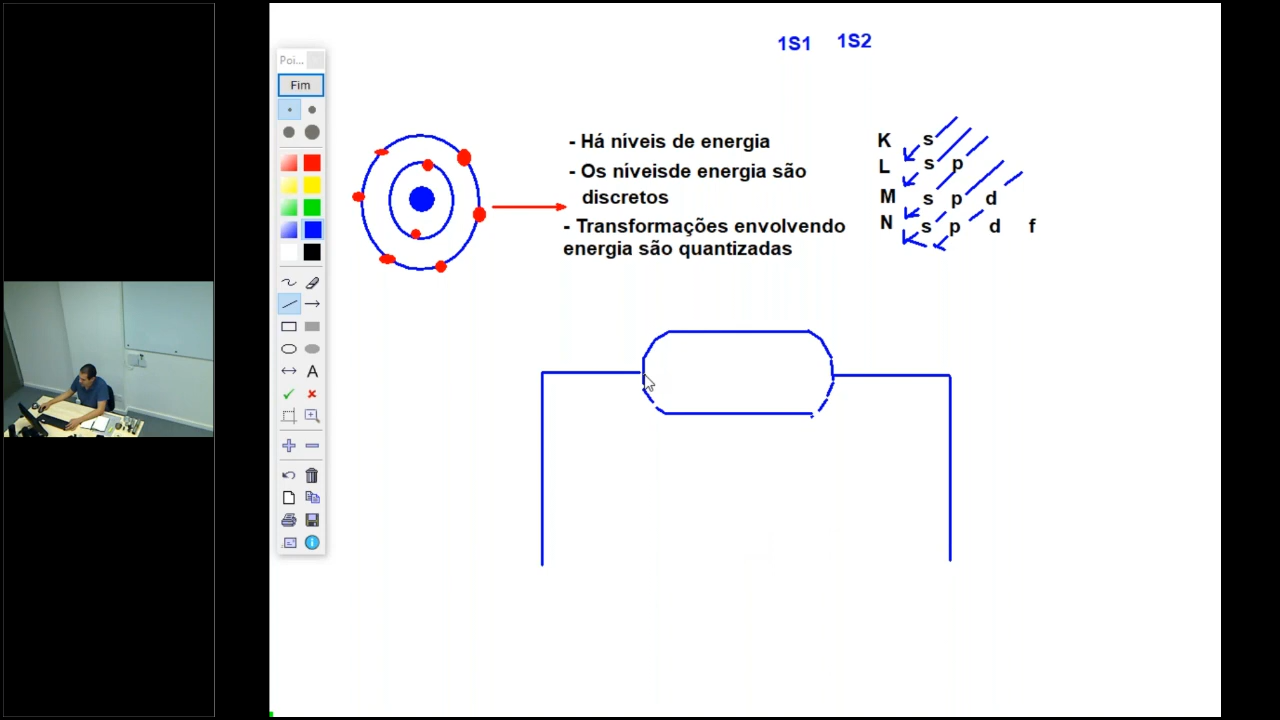 1S1 1S2
Poi...
Fim
- Há níveis de energia
- Os níveisde energia são
discretos
- Transformações envolvendo
energia são quantizadas
K s
L s p
M s p d
N s p d f
A